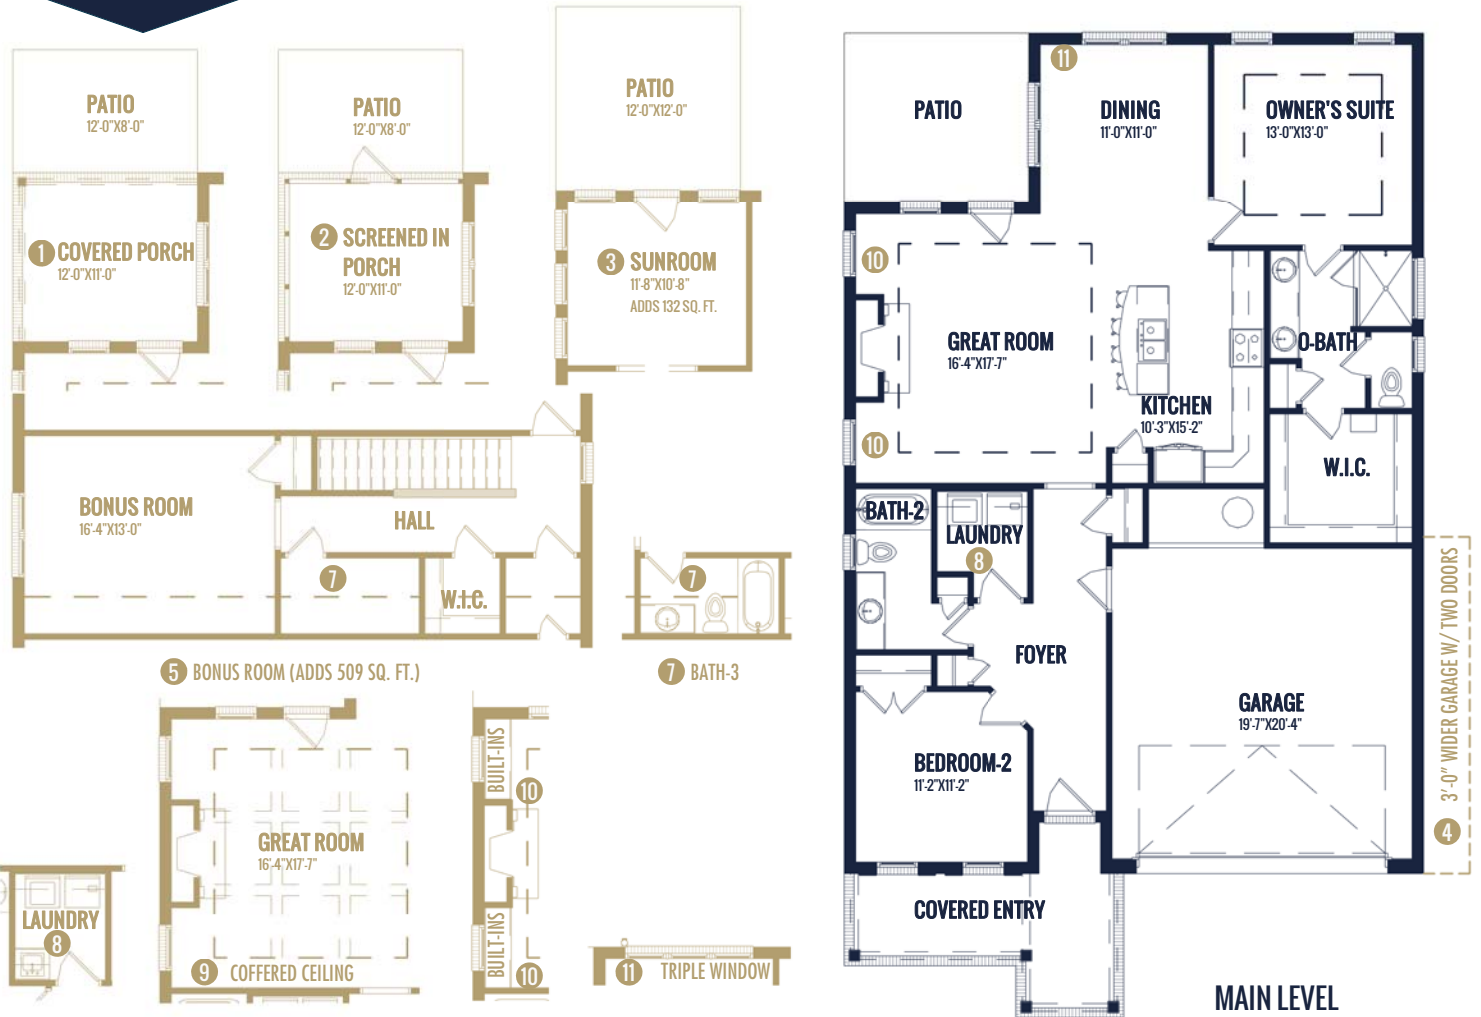 PATIO
12'-0"X8'-0"
1 COVERED PORCH
12'-0"X11'-0"
PATIO
12'-0"X8'-0"
2 SCREENED IN
PORCH
12'-0"X11'-0"
PATIO
12'-0"X12'-0"
3 SUNROOM
11'-8"X10'-8"
ADDS 132 SQ. FT.
BONUS ROOM
16'-4"X13'-0"
HALL
7
W.I.C.
5 BONUS ROOM (ADDS 509 SQ. FT.)
7
7 BATH-3
GREAT ROOM
16'-4"X17'-7"
9 COFFERED CEILING
LAUNDRY
8
BUILT-INS
10
BUILT-INS
10
11 TRIPLE WINDOW
PATIO
11
DINING
11'-0"X11'-0"
OWNER'S SUITE
13'-0"X13'-0"
10
GREAT ROOM
16'-4"X17'-7"
10
O-BATH
KITCHEN
10'-3"X15'-2"
W.I.C.
BATH-2
LAUNDRY
8
FOYER
GARAGE
19'-7"X20'-4"
BEDROOM-2
11'-2"X11'-2"
4 3'-0" WIDER GARAGE W/ TWO DOORS
COVERED ENTRY
MAIN LEVEL